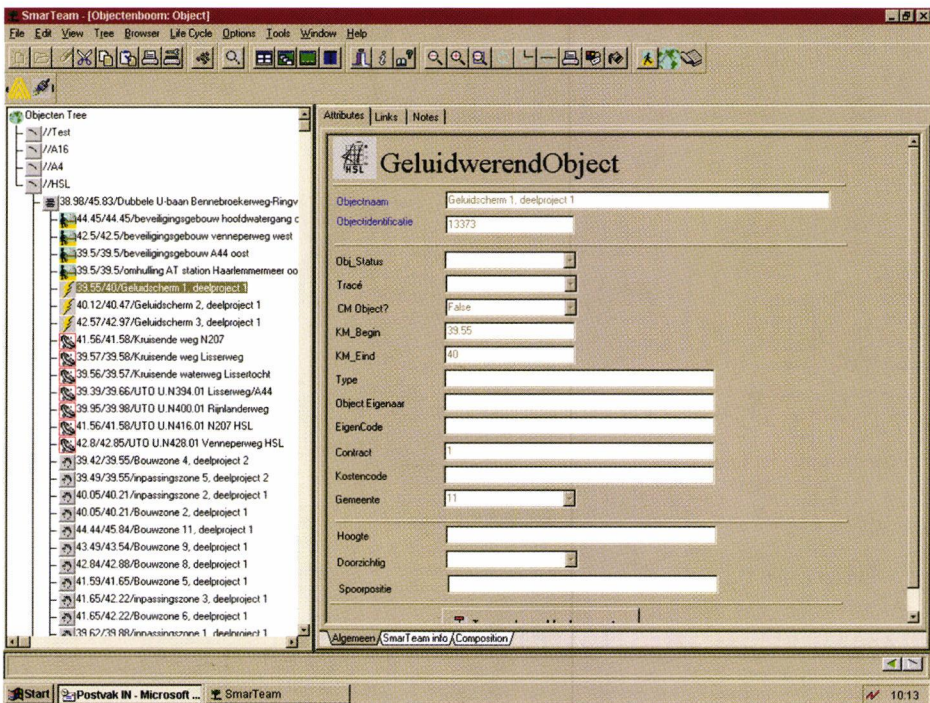 SmarTeam - [Objectenboom: Object]
File Edit View Tree Browser Life Cycle Options Tools Window Help
Objecten Tree
//Test
//A16
//A4
//HSL
38.98/45.83/Dubbele U-baan Bennebroekerweg-Ringv
44.45/44.45/beveiligingsgebouw hoofdwatergang
42.5/42.5/beveiligingsgebouw venneperweg west
39.5/39.5/beveiligingsgebouw A44 oost
39.5/39.5/omhulling AT station Haarlemmermeer oo
39.55/40/Geluidscherm 1, deelproject 1
40.12/40.47/Geluidscherm 2, deelproject 1
42.57/42.97/Geluidscherm 3, deelproject 1
41.56/41.58/Kruisende weg N207
39.57/39.58/Kruisende weg Lisserweg
39.56/39.57/Kruisende waterweg Lissertocht
39.39/39.66/UTO U.N394.01 Lisserweg/A44
39.95/39.98/UTO U.N400.01 Rijnlanderweg
41.56/41.58/UTO U.N416.01 N207 HSL
42.8/42.85/UTO U.N428.01 Venneperweg HSL
39.42/39.55/Bouwzone 4, deelproject 2
39.49/39.55/inpassingszone 5, deelproject 2
40.05/40.21/inpassingszone 2, deelproject 1
40.05/40.21/Bouwzone 2, deelproject 1
44.44/45.84/Bouwzone 11, deelproject 1
43.49/43.54/Bouwzone 9, deelproject 1
42.84/42.88/Bouwzone 8, deelproject 1
41.59/41.65/Bouwzone 5, deelproject 1
41.65/42.22/inpassingszone 3, deelproject 1
41.65/42.22/Bouwzone 6, deelproject 1
39.62/39.88/inpassingszone 1, deelproject 1
Attributes Links Notes
HSL
GeluidwerendObject
Objectnaam Geluidscherm 1, deelproject 1
Objectidentificatie 13373
Obj_Status
Tracé
CM Object? False
KM_Begin 39.55
KM_Eind 40
Type
Object Eigenaar
EigenCode
Contract 1
Kostencode
Gemeente 11
Hoogte
Doorzichtig
Spoorpositie
Algemeen SmarTeam info Composition
Start Postvak IN - Microsoft ... SmarTeam 10:13